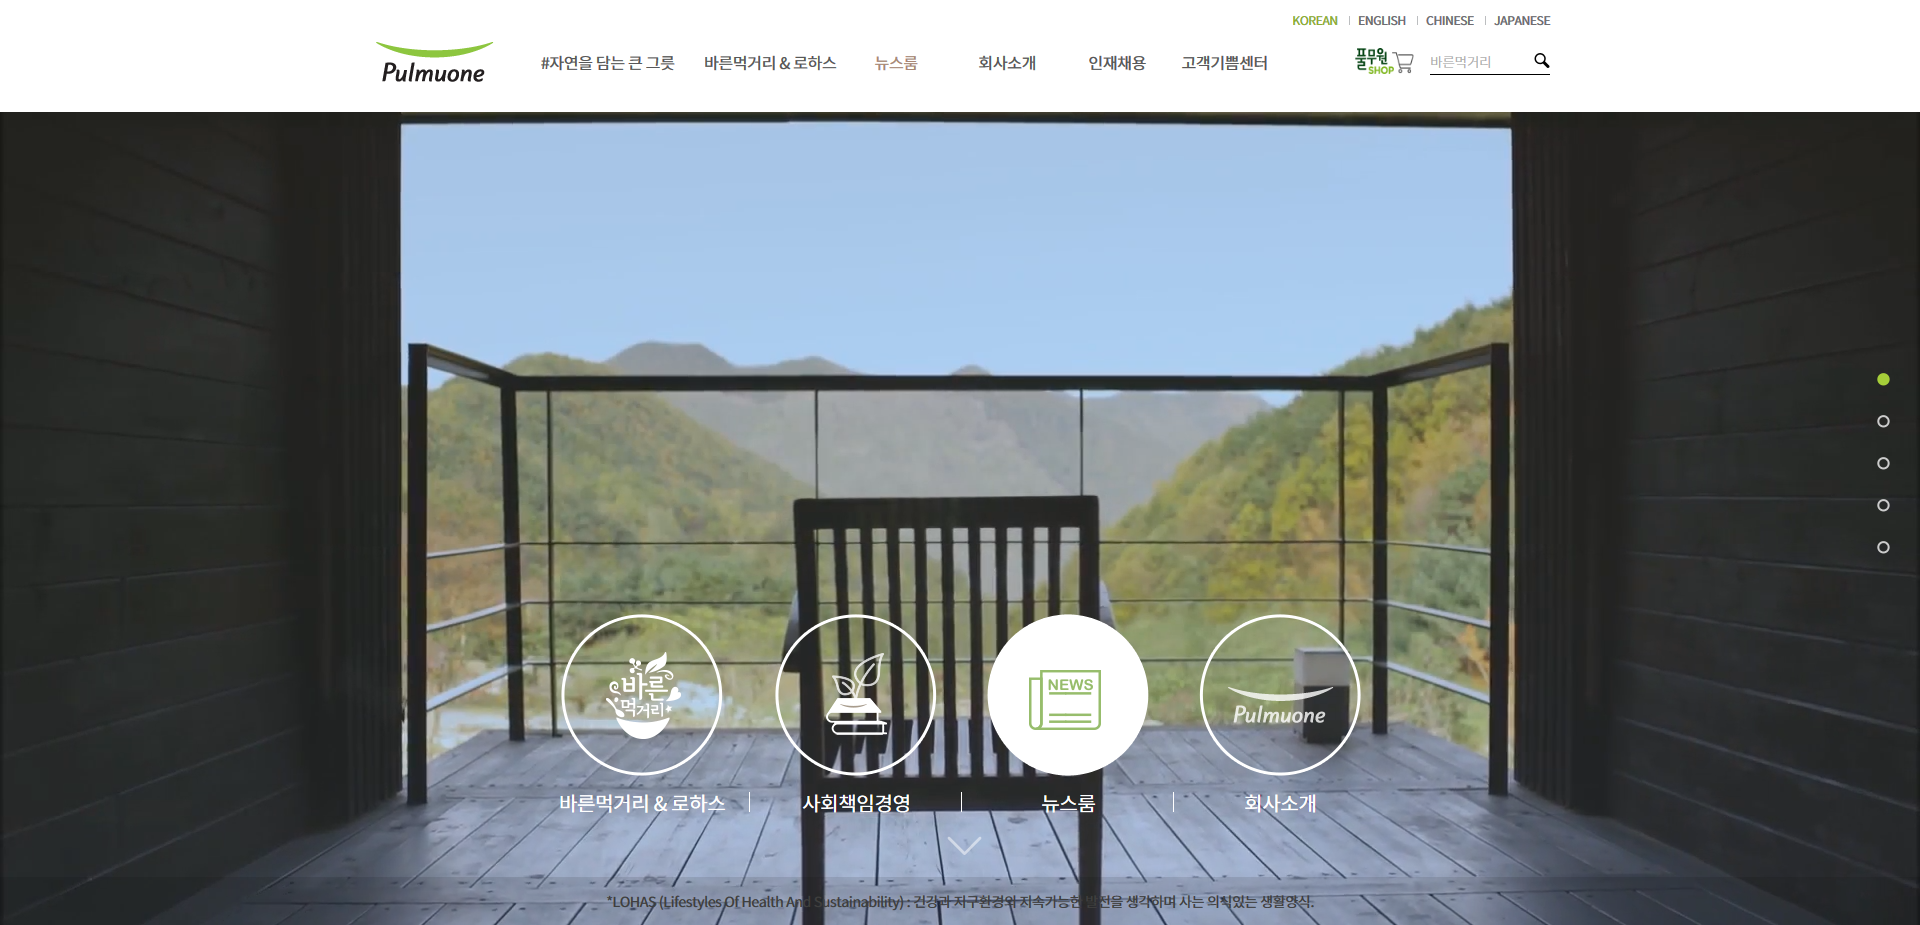 KOREAN ENGLISH CHINESE JAPANESE
Pulmuone
#자연을 담는 큰 그릇 바른먹거리 & 로하스 뉴스룸 회사소개 인재채용 고객기쁨센터
풀무원 SHOP
바른먹거리
바른
먹거리
NEWS
Pulmuone
바른먹거리 & 로하스 사회책임경영 뉴스룸 회사소개
*LOHAS (Lifestyles Of Health And Sustainability) : 건강과 지구환경의 지속가능한 발전을 생각하며 사는 의식있는 생활양식.